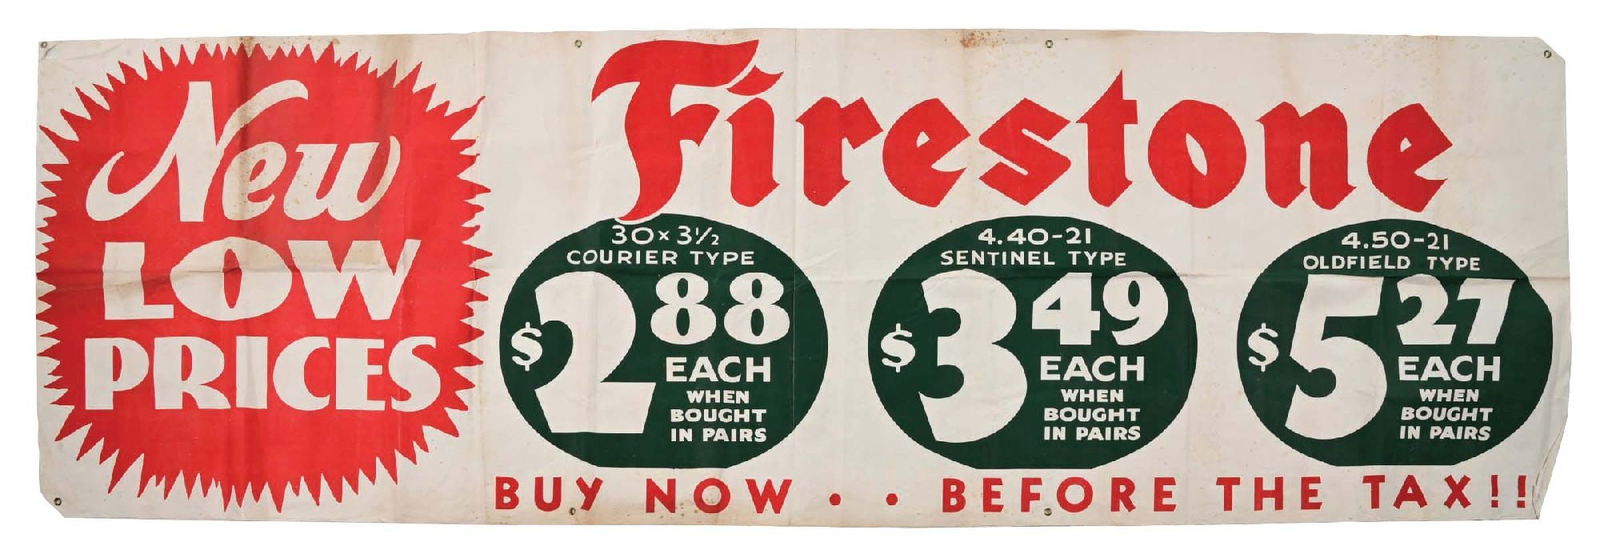 New
LOW
PRICES
Firestone
30 x 3½
COURIER TYPE
$2 88
EACH
WHEN
BOUGHT
IN PAIRS
4.40-21
SENTINEL TYPE
$3 49
EACH
WHEN
BOUGHT
IN PAIRS
4.50-21
OLDFIELD TYPE
$5 27
EACH
WHEN
BOUGHT
IN PAIRS
BUY NOW . . BEFORE THE TAX!!